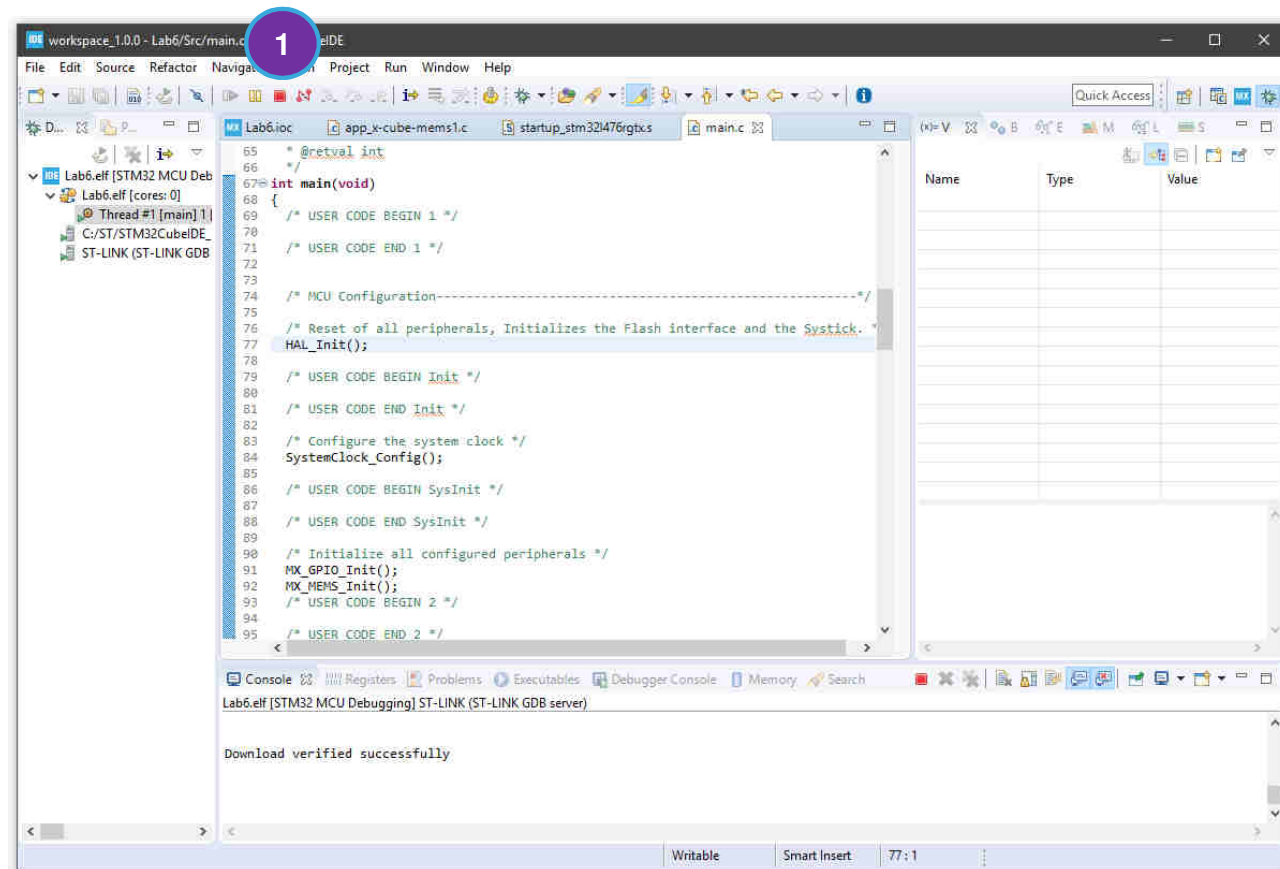 workspace_1.0.0 - Lab6/Src/main.c
1
eIDE
File Edit Source Refactor Navigat Project Run Window Help
Quick Access
D... P...
Lab6.ioc app_x-cube-mems1.c startup_stm32l476rgtx.s main.c
(x)= V B E M L S
Lab6.elf [STM32 MCU Deb
Lab6.elf [cores: 0]
Thread #1 [main] 1 [
C:/ST/STM32CubeIDE_
ST-LINK (ST-LINK GDB
65 * @retval int
66 */
67 int main(void)
68 {
69 /* USER CODE BEGIN 1 */
70
71 /* USER CODE END 1 */
72
73
74 /* MCU Configuration--------------------------------------------------------*/
75
76 /* Reset of all peripherals, Initializes the Flash interface and the Systick. *
77 HAL_Init();
78
79 /* USER CODE BEGIN Init */
80
81 /* USER CODE END Init */
82
83 /* Configure the system clock */
84 SystemClock_Config();
85
86 /* USER CODE BEGIN SysInit */
87
88 /* USER CODE END SysInit */
89
90 /* Initialize all configured peripherals */
91 MX_GPIO_Init();
92 MX_MEMS_Init();
93 /* USER CODE BEGIN 2 */
94
95 /* USER CODE END 2 */
Name Type Value
Console Registers Problems Executables Debugger Console Memory Search
Lab6.elf [STM32 MCU Debugging] ST-LINK (ST-LINK GDB server)
Download verified successfully
Writable Smart Insert 77 : 1